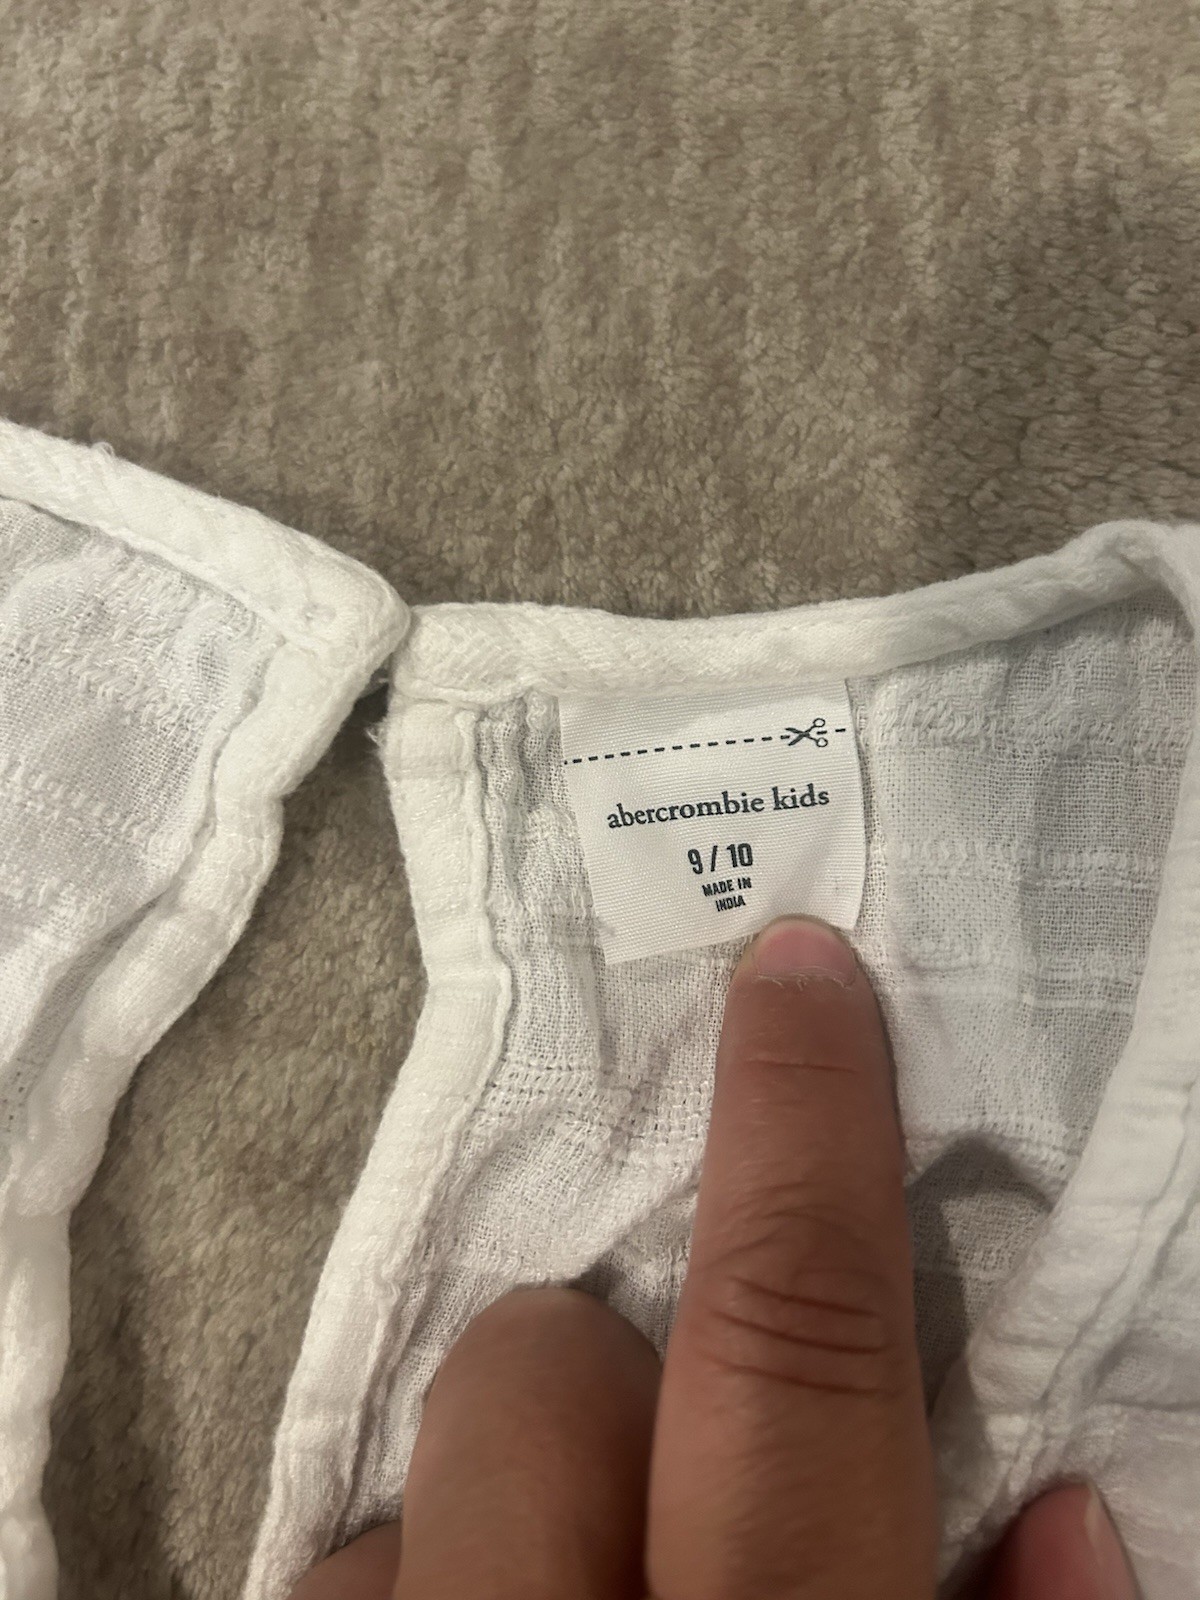 abercrombie kids
9 / 10
MADE IN
INDIA